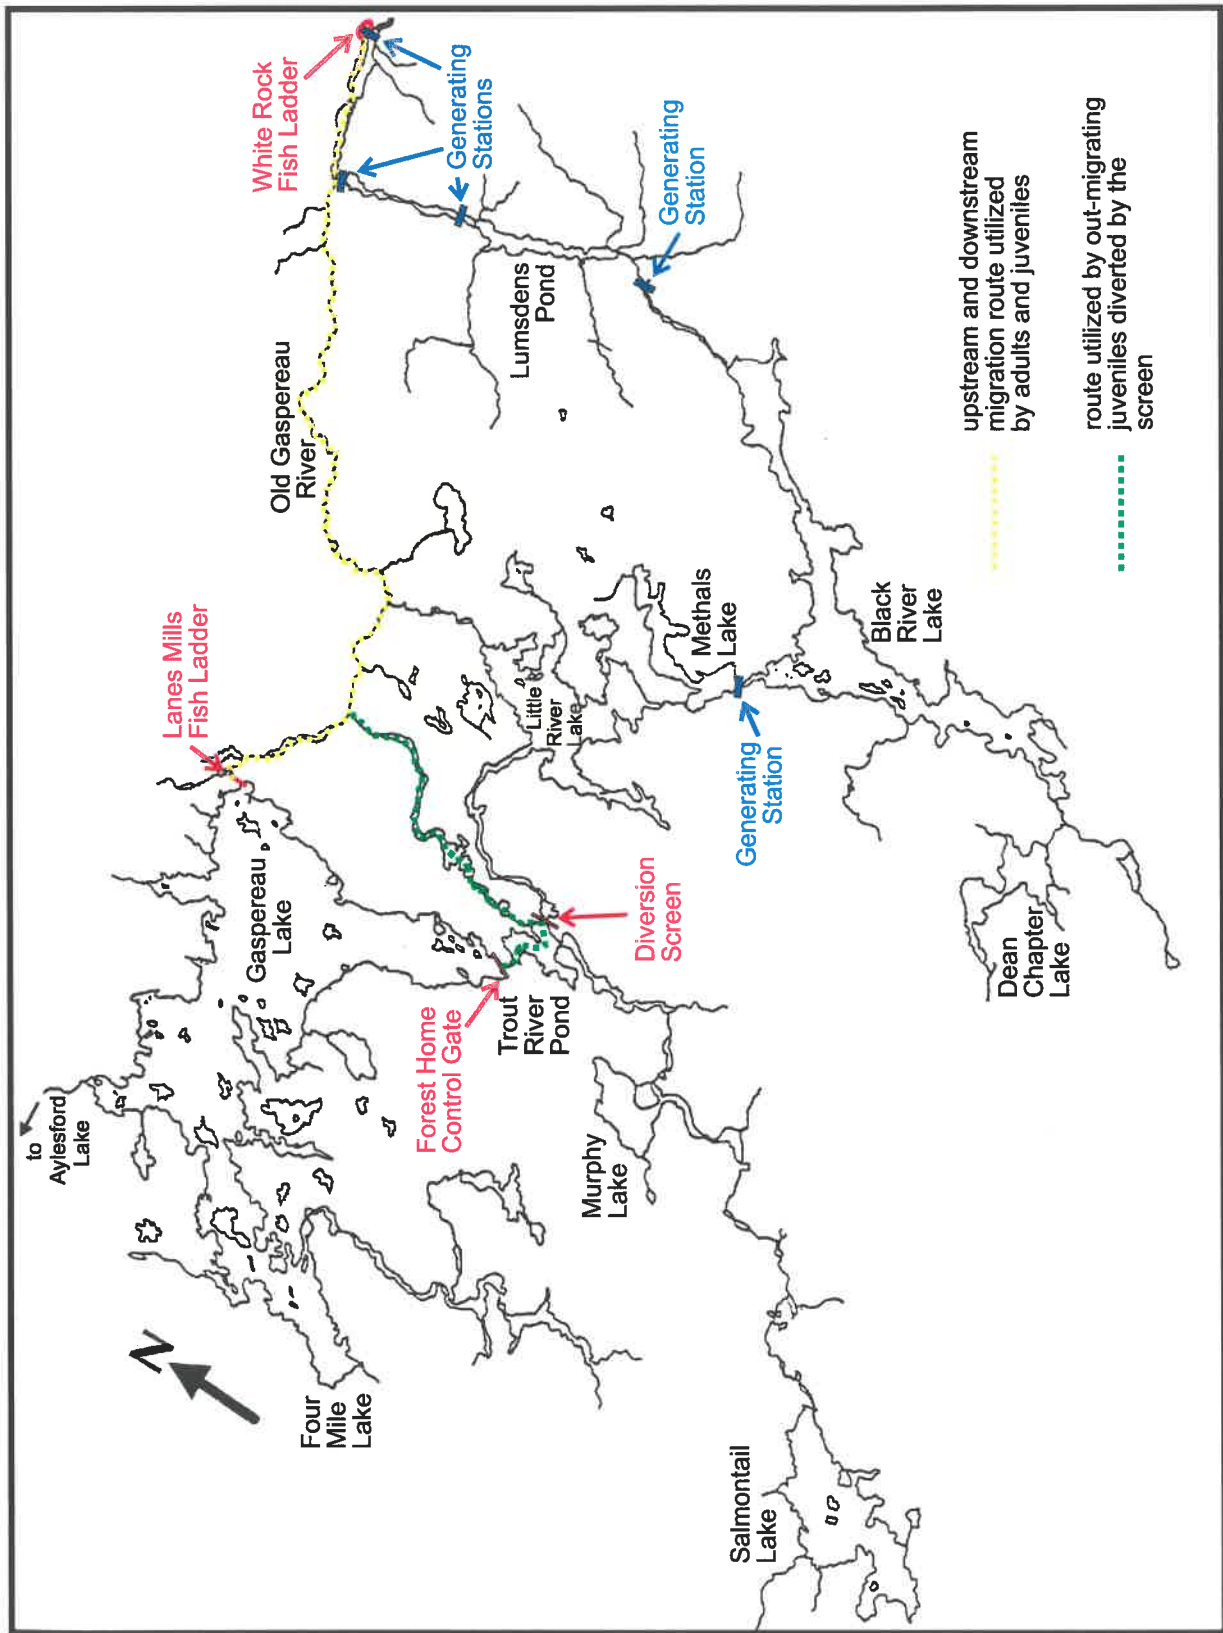 to
Aylesford
Lake
N
Four
Mile
Lake
Gaspereau
Lake
Lanes Mills
Fish Ladder
Old Gaspereau
River
White Rock
Fish Ladder
Generating
Stations
Forest Home
Control Gate
Trout
River
Pond
Diversion
Screen
Little
River
Lake
Methals
Lake
Lumsdens
Pond
Generating
Station
Murphy
Lake
Generating
Station
Black
River
Lake
Salmontail
Lake
Dean
Chapter
Lake
upstream and downstream
migration route utilized
by adults and juveniles
route utilized by out-migrating
juveniles diverted by the
screen